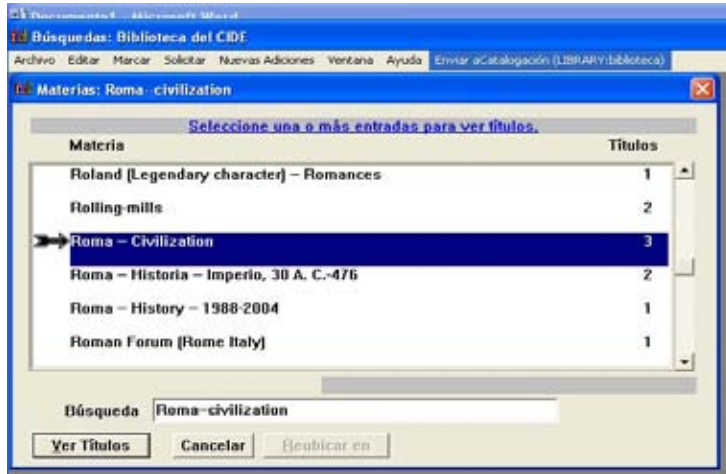 Documento1 - Microsoft Word
Búsquedas: Biblioteca del CIDE
Archivo Editar Marcar Solicitar Nuevas Adiciones Ventana Ayuda Enviar aCatalogación (LIBRARY:biblioteca)
Materias: Roma--civilization
Seleccione una o más entradas para ver títulos.
Materia Títulos
Roland (Legendary character) – Romances 1
Rolling-mills 2
Roma – Civilization 3
Roma – Historia – Imperio, 30 A. C.-476 2
Roma – History – 1988-2004 1
Roman Forum (Rome Italy) 1
Búsqueda Roma--civilization
Ver Títulos Cancelar Reubicar en